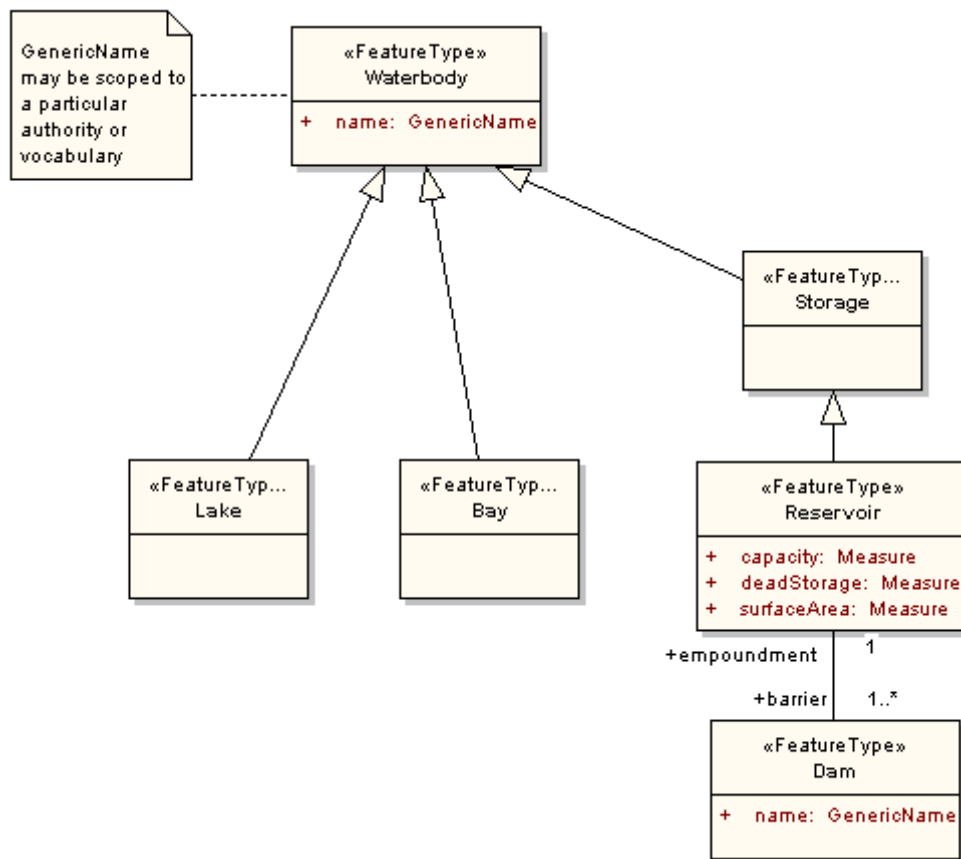 GenericName
may be scoped to
a particular
authority or
vocabulary
«FeatureType»
Waterbody
+ name: GenericName
«FeatureTyp...
Storage
«FeatureTyp...
Lake
«FeatureTyp...
Bay
«FeatureType»
Reservoir
+ capacity: Measure
+ deadStorage: Measure
+ surfaceArea: Measure
+empoundment 1
+barrier 1..*
«FeatureType»
Dam
+ name: GenericName